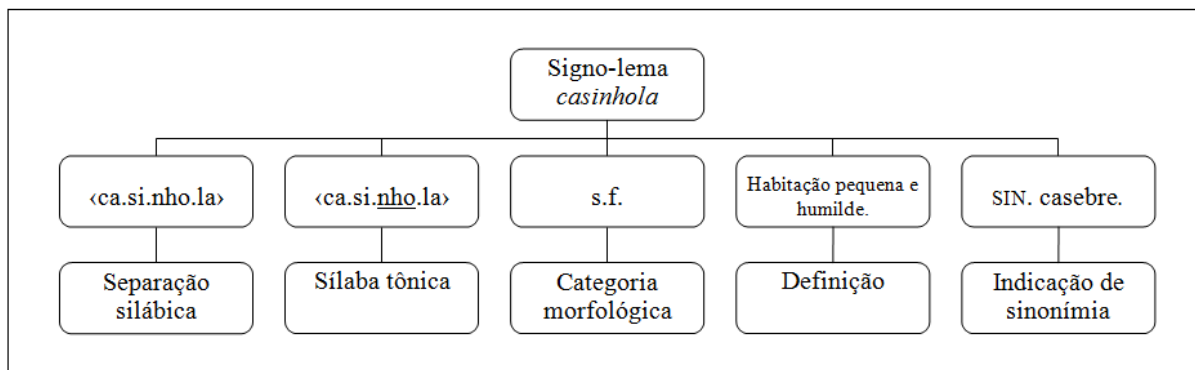 Signo-lema
casinhola
‹ca.si.nho.la›
‹ca.si.nho.la›
s.f.
Habitação pequena e
humilde.
SIN. casebre.
Separação
silábica
Sílaba tônica
Categoria
morfológica
Definição
Indicação de
sinonímia